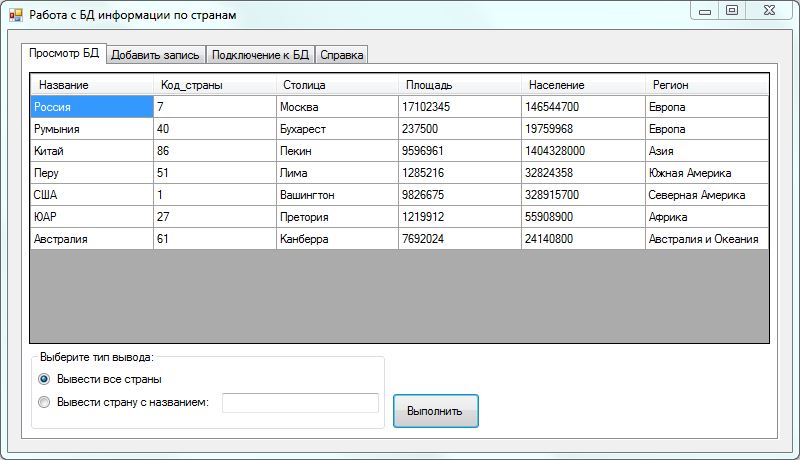 Работа с БД информации по странам
Просмотр БД Добавить запись Подключение к БД Справка
Название Код_страны Столица Площадь Население Регион
Россия 7 Москва 17102345 146544700 Европа
Румыния 40 Бухарест 237500 19759968 Европа
Китай 86 Пекин 9596961 1404328000 Азия
Перу 51 Лима 1285216 32824358 Южная Америка
США 1 Вашингтон 9826675 328915700 Северная Америка
ЮАР 27 Претория 1219912 55908900 Африка
Австралия 61 Канберра 7692024 24140800 Австралия и Океания
Выберите тип вывода:
Вывести все страны
Вывести страну с названием:
Выполнить